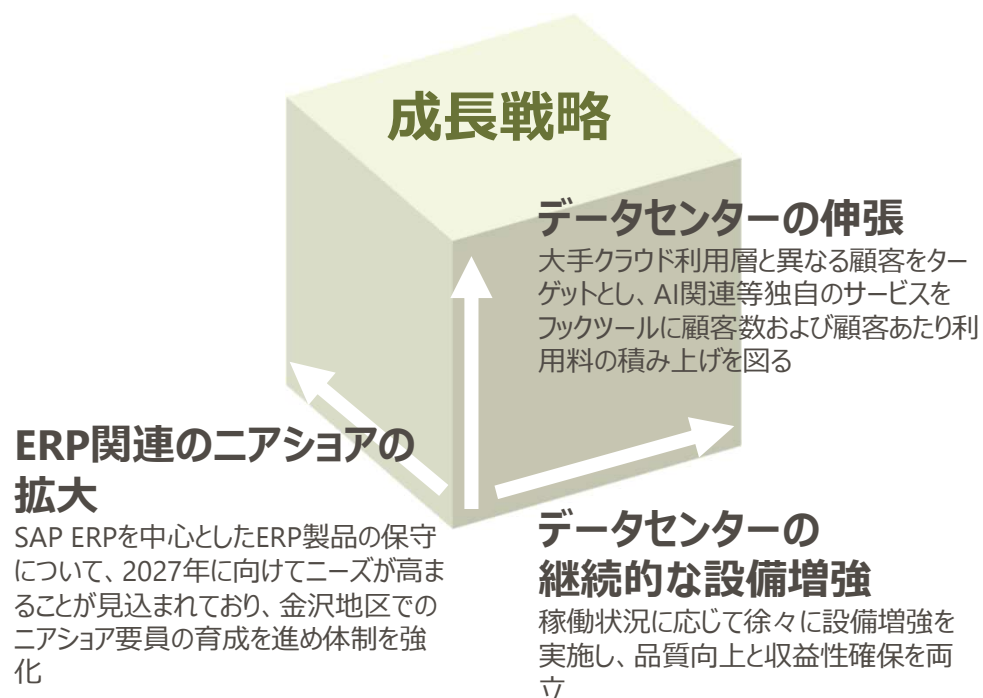 成長戦略
データセンターの伸張
大手クラウド利用層と異なる顧客をター
ゲットとし、AI関連等独自のサービスを
フックツールに顧客数および顧客あたり利
用料の積み上げを図る
ERP関連のニアショアの
拡大
SAP ERPを中心としたERP製品の保守
について、2027年に向けてニーズが高ま
ることが見込まれており、金沢地区での
ニアショア要員の育成を進め体制を強
化
データセンターの
継続的な設備増強
稼働状況に応じて徐々に設備増強を
実施し、品質向上と収益性確保を両
立